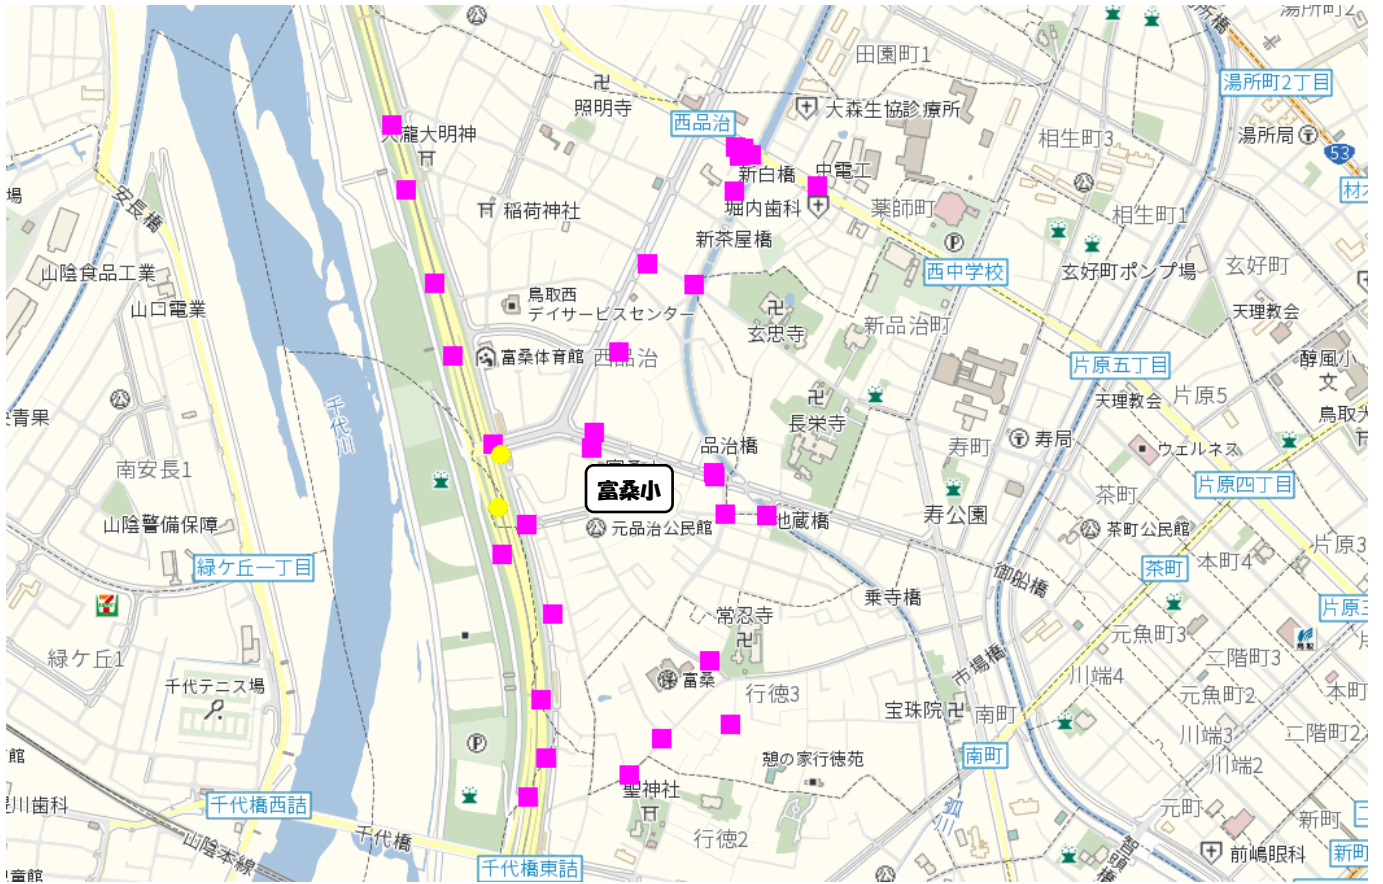 湯所町2
田園町1
湯所町2丁目
照明寺
西品治
大森生協診療所
相生町3
湯所局
53
大龍大明神
場
安長橋
稲荷神社
新白橋
中電工
堀内歯科
薬師町
相生町1
新茶屋橋
西中学校
玄好町ポンプ場
玄好町
山陰食品工業
山口電業
鳥取西
デイサービスセンター
玄忠寺
新品治町
天理教会
富桑体育館
西品治
片原五丁目
醇風小
文
青果
千代川
長栄寺
天理教会
片原5
南安長1
品治橋
寿町
寿局
ウェルネス
富桑小
片原四丁目
茶町
山陰警備保障
元品治公民館
地蔵橋
寿公園
茶町公民館
片原3
緑ケ丘一丁目
本町4
茶町
御船橋
乗寺橋
常忍寺
元魚町3
緑ケ丘1
富桑
市場橋
川端4
二階町3
千代テニス場
行徳3
宝珠院
南町
元魚町2
憩の家行徳苑
南町
川端3
二階町2
川端2
館
聖神社
千代橋西詰
川歯科
元町
新町
山陰本線
千代橋
行徳2
智頭橋
前嶋眼科
千代橋東詰
童館